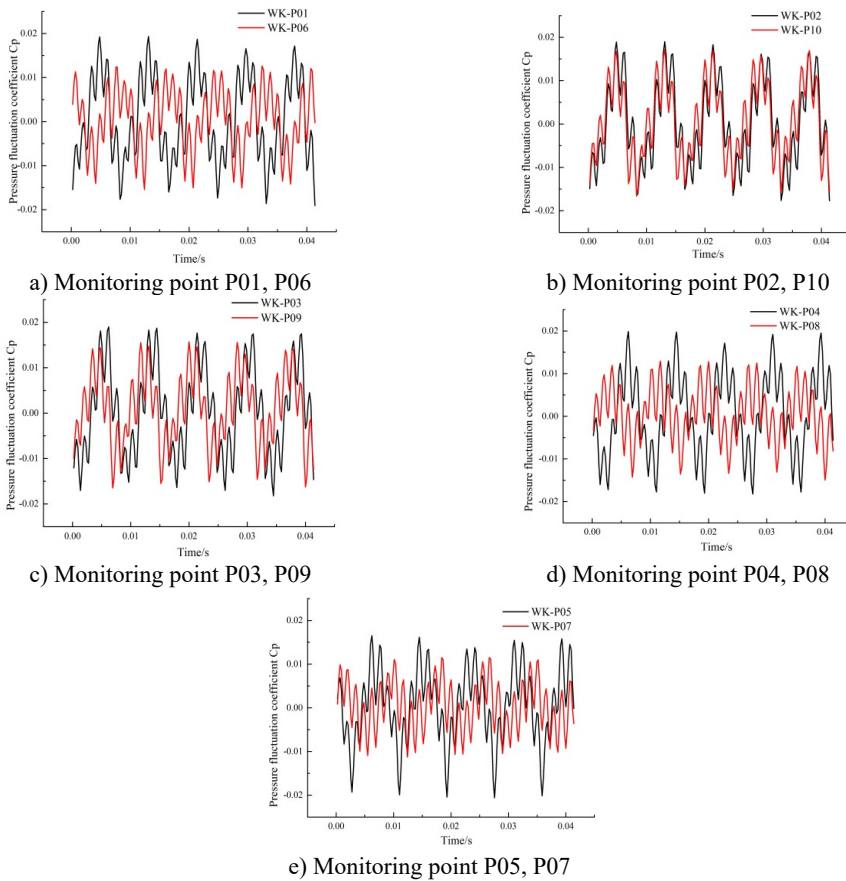 WK-P01
WK-P06
Pressure fluctuation coefficient Cp
0.02
0.01
0.00
-0.01
-0.02
0.00 0.01 0.02 0.03 0.04
Time/s
a) Monitoring point P01, P06
WK-P02
WK-P10
Pressure fluctuation coefficient Cp
0.02
0.01
0.00
-0.01
-0.02
0.00 0.01 0.02 0.03 0.04
Time/s
b) Monitoring point P02, P10
WK-P03
WK-P09
Pressure fluctuation coefficient Cp
0.02
0.01
0.00
-0.01
-0.02
0.00 0.01 0.02 0.03 0.04
Time/s
c) Monitoring point P03, P09
WK-P04
WK-P08
Pressure fluctuation coefficient Cp
0.02
0.01
0.00
-0.01
-0.02
0.00 0.01 0.02 0.03 0.04
Time/s
d) Monitoring point P04, P08
WK-P05
WK-P07
Pressure fluctuation coefficient Cp
0.02
0.01
0.00
-0.01
-0.02
0.00 0.01 0.02 0.03 0.04
Time/s
e) Monitoring point P05, P07